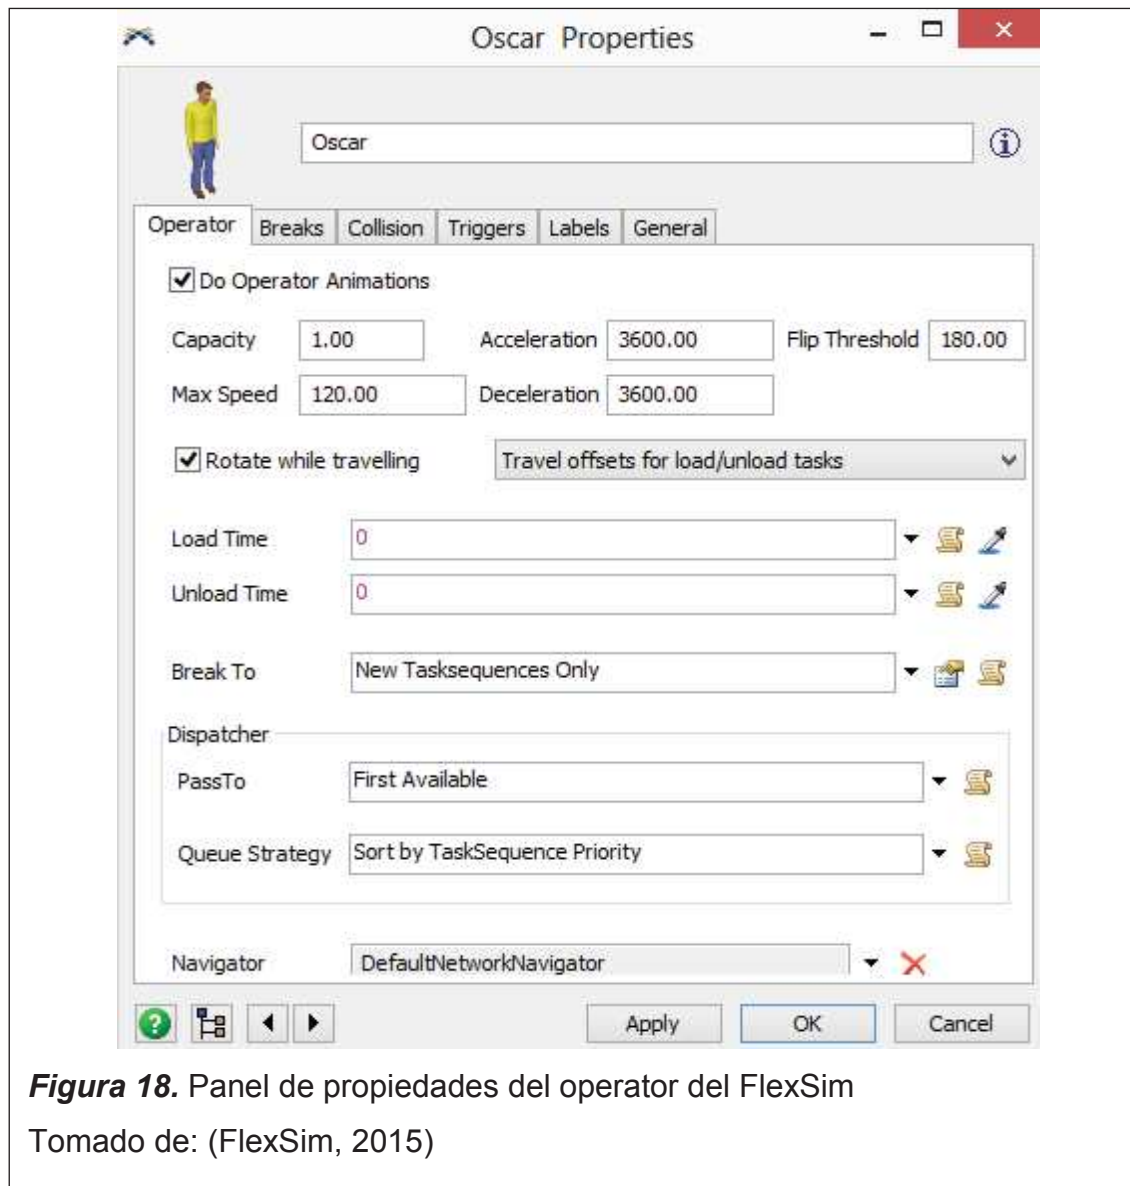 Oscar Properties
Oscar
Operator Breaks Collision Triggers Labels General
Do Operator Animations
Capacity 1.00 Acceleration 3600.00 Flip Threshold 180.00
Max Speed 120.00 Deceleration 3600.00
Rotate while travelling Travel offsets for load/unload tasks
Load Time 0
Unload Time 0
Break To New Tasksequences Only
Dispatcher
PassTo First Available
Queue Strategy Sort by TaskSequence Priority
Navigator DefaultNetworkNavigator
Apply OK Cancel
Figura 18. Panel de propiedades del operator del FlexSim
Tomado de: (FlexSim, 2015)